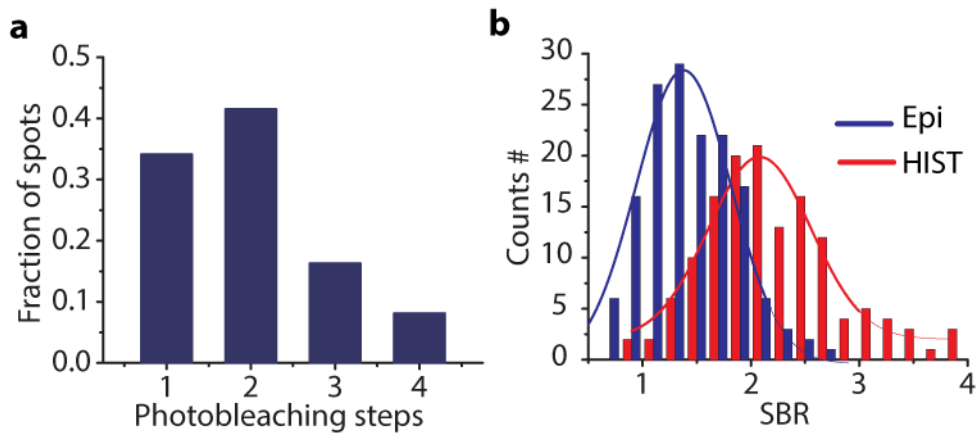 a
Fraction of spots
0.5
0.4
0.3
0.2
0.1
0.0
1 2 3 4
Photobleaching steps
b
Counts #
30
25
20
15
10
5
0
1 2 3 4
SBR
Epi
HIST